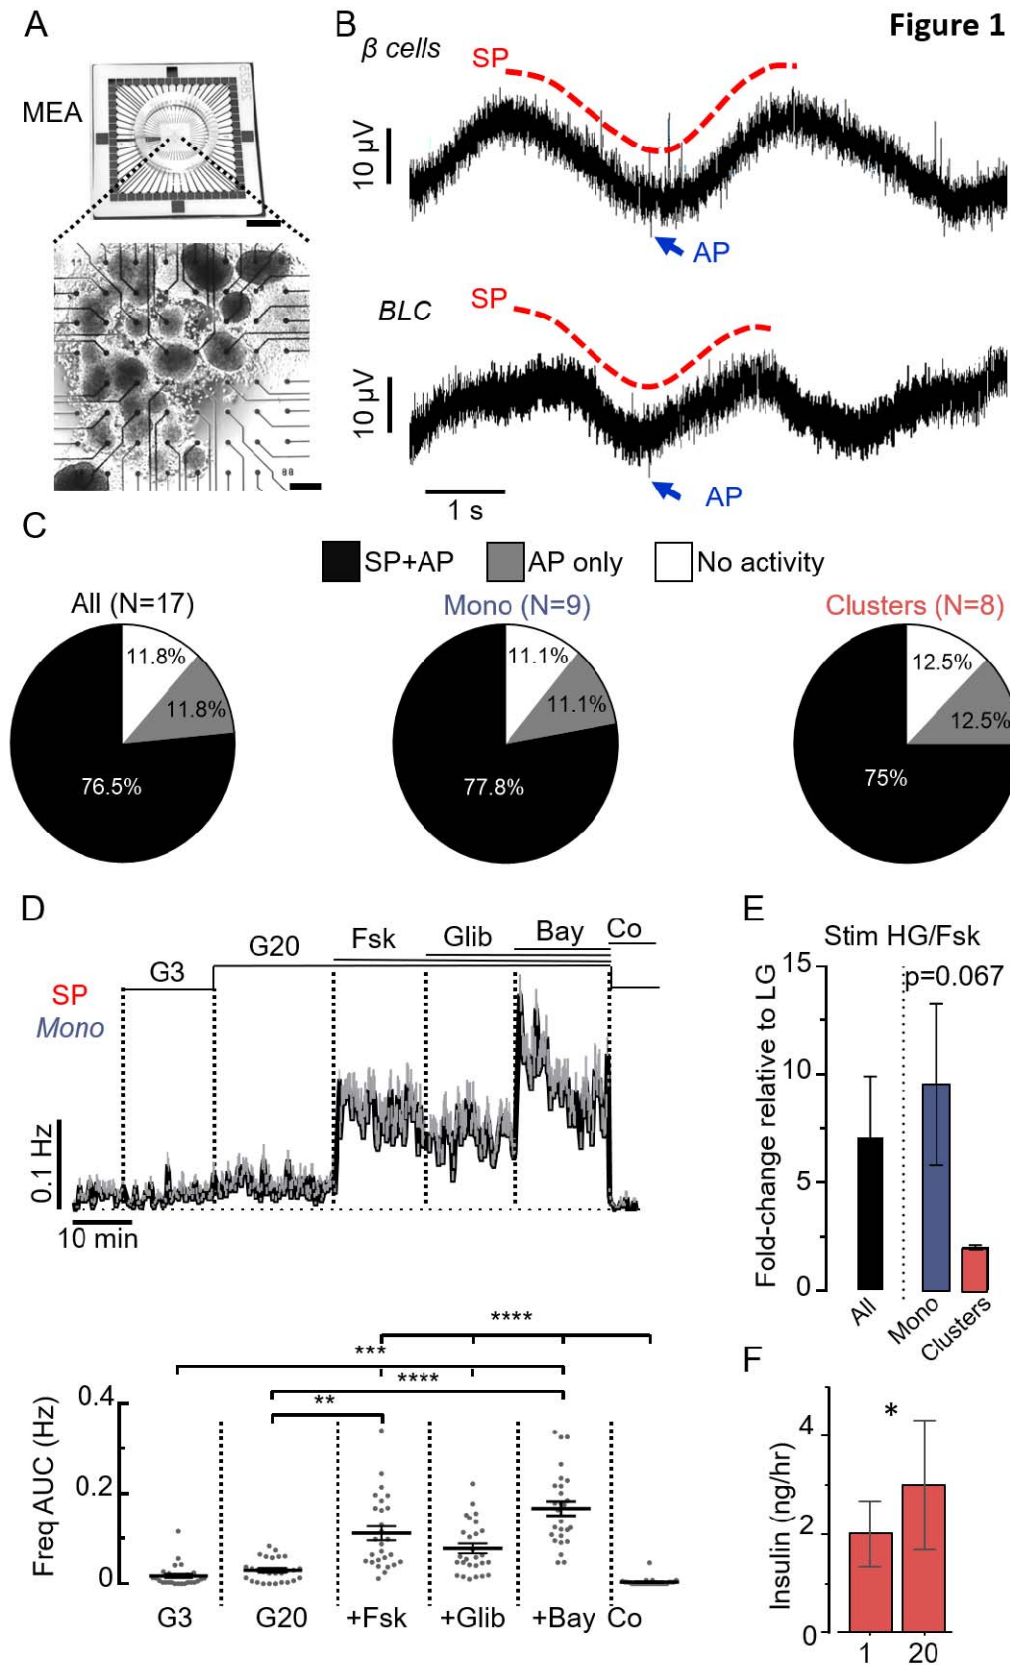 Figure 1
A
MEA
B
β cells
SP
10 µV
AP
BLC
SP
10 µV
AP
1 s
C
SP+AP
AP only
No activity
All (N=17)
Mono (N=9)
Clusters (N=8)
11.8%
11.8%
76.5%
11.1%
11.1%
77.8%
12.5%
12.5%
75%
D
SP
Mono
G3
G20
Fsk
Glib
Bay
Co
0.1 Hz
10 min
****
***
****
**
Freq AUC (Hz)
0.4
0.2
0
G3
G20
+Fsk
+Glib
+Bay
Co
E
Stim HG/Fsk
p=0.067
Fold-change relative to LG
15
10
5
0
All
Mono
Clusters
F
*
Insulin (ng/hr)
4
2
0
1
20